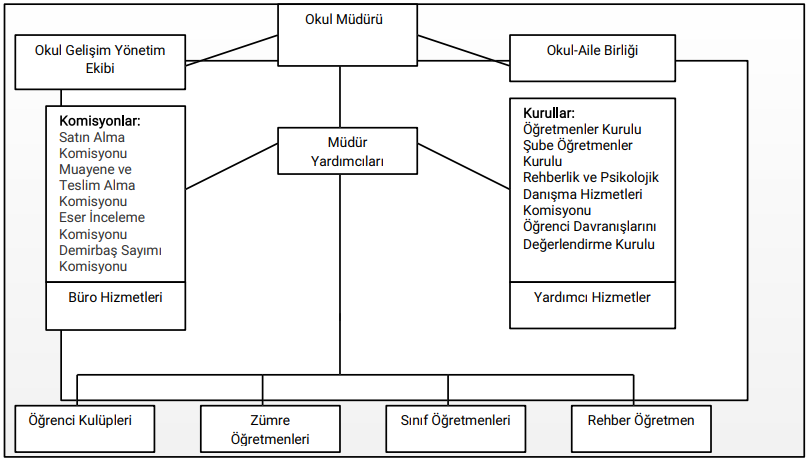 Okul Müdürü
Okul Gelişim Yönetim
Ekibi
Okul-Aile Birliği
Komisyonlar:
Satın Alma
Komisyonu
Muayene ve
Teslim Alma
Komisyonu
Eser İnceleme
Komisyonu
Demirbaş Sayımı
Komisyonu
Müdür
Yardımcıları
Kurullar:
Öğretmenler Kurulu
Şube Öğretmenler
Kurulu
Rehberlik ve Psikolojik
Danışma Hizmetleri
Komisyonu
Öğrenci Davranışlarını
Değerlendirme Kurulu
Büro Hizmetleri
Yardımcı Hizmetler
Öğrenci Kulüpleri
Zümre
Öğretmenleri
Sınıf Öğretmenleri
Rehber Öğretmen